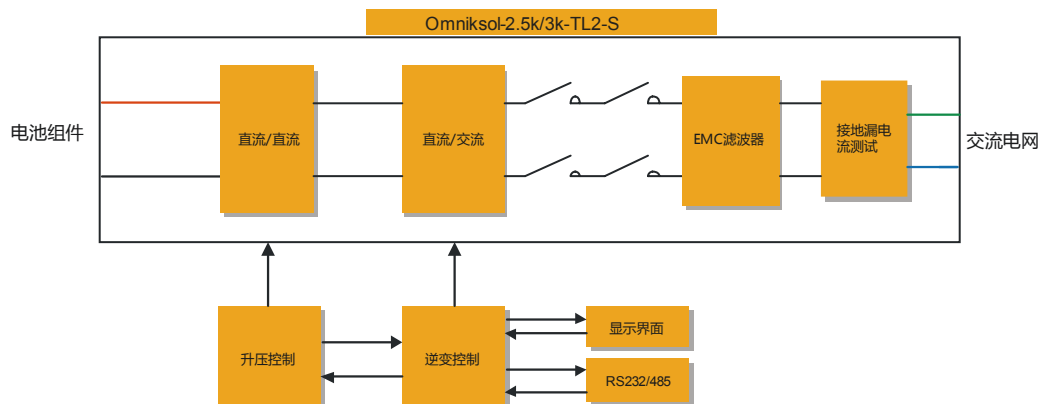 Omniksol-2.5k/3k-TL2-S
电池组件
直流/直流
直流/交流
EMC滤波器
接地漏电
流测试
交流电网
升压控制
逆变控制
显示界面
RS232/485